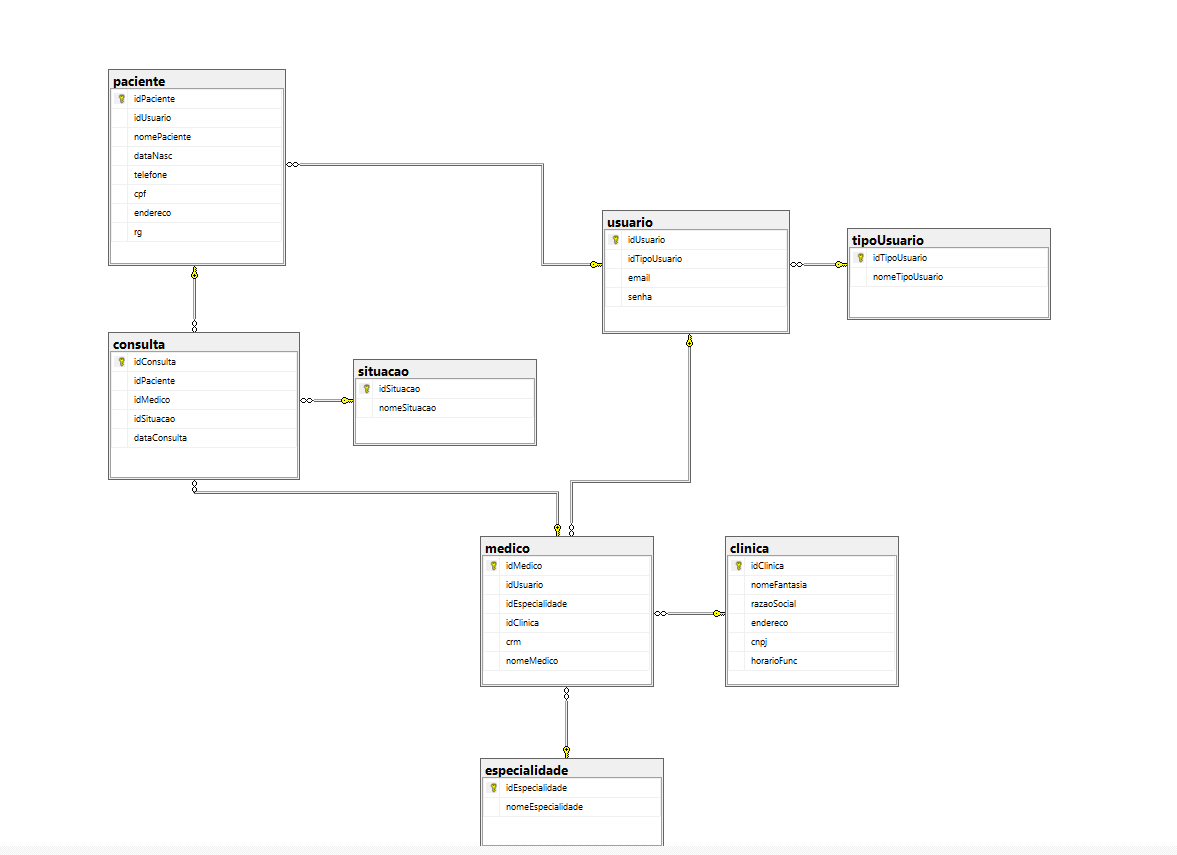 paciente
idPaciente
idUsuario
nomePaciente
dataNasc
telefone
cpf
endereco
rg
usuario
idUsuario
idTipoUsuario
email
senha
tipoUsuario
idTipoUsuario
nomeTipoUsuario
consulta
idConsulta
idPaciente
idMedico
idSituacao
dataConsulta
situacao
idSituacao
nomeSituacao
medico
idMedico
idUsuario
idEspecialidade
idClinica
crm
nomeMedico
clinica
idClinica
nomeFantasia
razaoSocial
endereco
cnpj
horarioFunc
especialidade
idEspecialidade
nomeEspecialidade